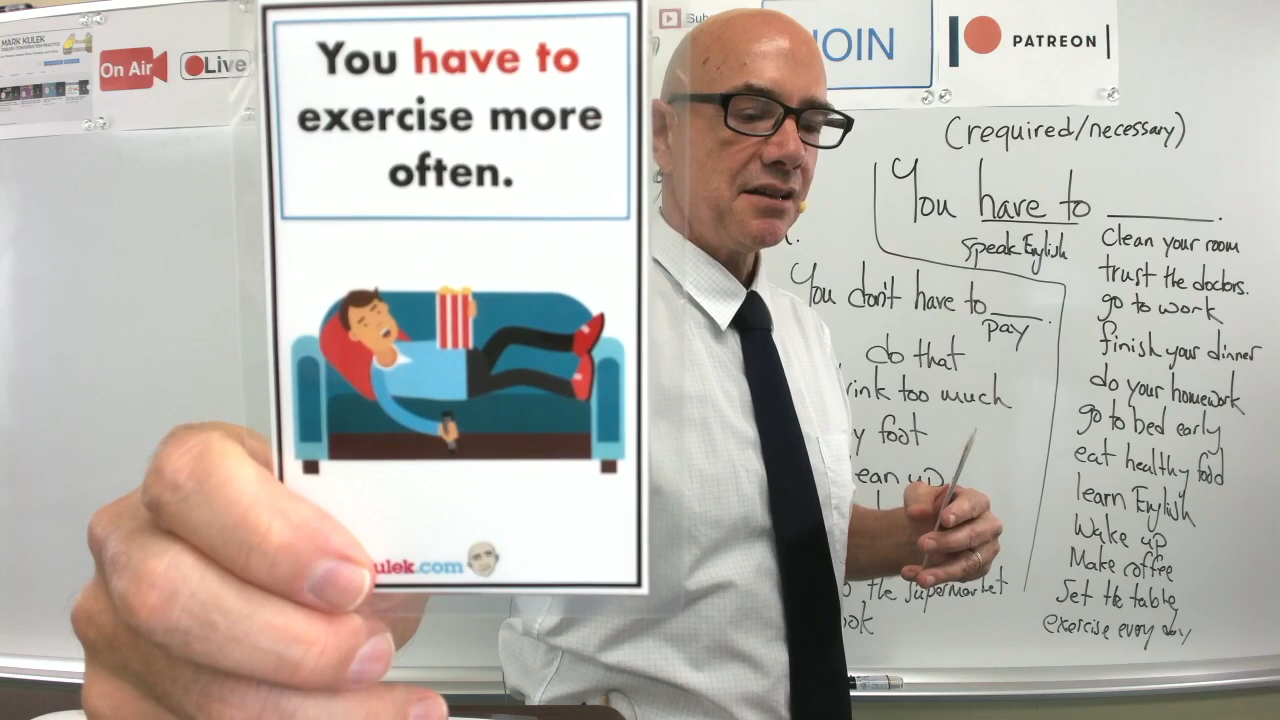 MARK KULEK
On Air
Live
You have to
exercise more
often.
ulek.com
JOIN
PATREON
(required/necessary)
You have to ______.
Speak English
Clean your room
trust the doctors.
go to work
finish your dinner
do your homework
go to bed early
eat healthy food
learn English
Wake up
Make coffee
Set the table
exercise every day
You don't have to ____.
pay
do that
rink too much
y foot
ean up
the supermarket
ook